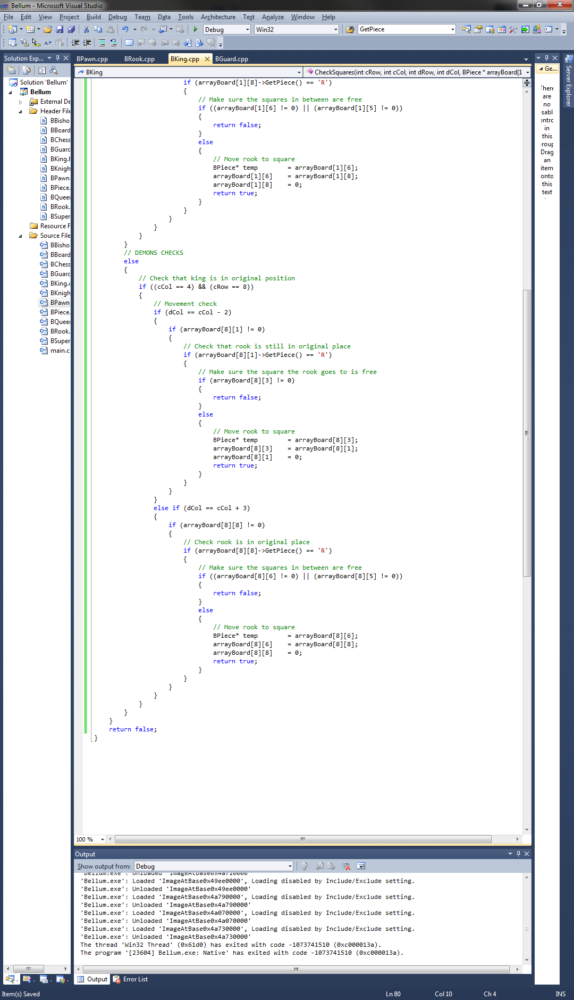 Bellum - Microsoft Visual Studio
File Edit View Project Build Debug Team Data Tools Architecture Test Analyze Window Help
Debug Win32 GetPiece
Solution Exp...
BPawn.cpp BRook.cpp BKing.cpp BGuard.cpp
BKing CheckSquares(int cRow, int cCol, int dRow, int dCol, BPiece * arrayBoard[1
Solution 'Bellum'
Bellum
External De
Header File
BBisho
BBoard
BChess
BGuard
BKing.h
BKnigh
BPawn
BPiece.
BQueer
BRook.
BSuper
Resource F
Source File
BBisho
BBoard
BChess
BGuard
BKing.c
BKnigh
BPawn
BPiece.
BQueer
BRook.
BSuper
main.c
if (arrayBoard[1][8]->GetPiece() == 'R')
{
// Make sure the squares in between are free
if ((arrayBoard[1][6] != 0) || (arrayBoard[1][5] != 0))
{
return false;
}
else
{
// Move rook to square
BPiece* temp = arrayBoard[1][6];
arrayBoard[1][6] = arrayBoard[1][8];
arrayBoard[1][8] = 0;
return true;
}
}
}
}
}
}
// DEMONS CHECKS
else
{
// Check that king is in original position
if ((cCol == 4) && (cRow == 8))
{
// Movement check
if (dCol == cCol - 2)
{
if (arrayBoard[8][1] != 0)
{
// Check that rook is still in original place
if (arrayBoard[8][1]->GetPiece() == 'R')
{
// Make sure the square the rook goes to is free
if (arrayBoard[8][3] != 0)
{
return false;
}
else
{
// Move rook to square
BPiece* temp = arrayBoard[8][3];
arrayBoard[8][3] = arrayBoard[8][1];
arrayBoard[8][1] = 0;
return true;
}
}
}
}
else if (dCol == cCol + 3)
{
if (arrayBoard[8][8] != 0)
{
// Check rook is in original place
if (arrayBoard[8][8]->GetPiece() == 'R')
{
// Make sure the squares in between are free
if ((arrayBoard[8][6] != 0) || (arrayBoard[8][5] != 0))
{
return false;
}
else
{
// Move rook to square
BPiece* temp = arrayBoard[8][6];
arrayBoard[8][6] = arrayBoard[8][8];
arrayBoard[8][8] = 0;
return true;
}
}
}
}
}
}
}
return false;
}
100 %
Ge...
There
are
no
usabl
ontrc
in
this
roup
Drag
an
item
onto
this
text
Server Explorer
Output
Show output from: Debug
'Bellum.exe': Unloaded 'ImageAtBase0x4a710000'
'Bellum.exe': Loaded 'ImageAtBase0x49ee0000', Loading disabled by Include/Exclude setting.
'Bellum.exe': Unloaded 'ImageAtBase0x49ee0000'
'Bellum.exe': Loaded 'ImageAtBase0x4a790000', Loading disabled by Include/Exclude setting.
'Bellum.exe': Unloaded 'ImageAtBase0x4a790000'
'Bellum.exe': Loaded 'ImageAtBase0x4a070000', Loading disabled by Include/Exclude setting.
'Bellum.exe': Unloaded 'ImageAtBase0x4a070000'
'Bellum.exe': Loaded 'ImageAtBase0x4a730000', Loading disabled by Include/Exclude setting.
'Bellum.exe': Unloaded 'ImageAtBase0x4a730000'
The thread 'Win32 Thread' (0x61d0) has exited with code -1073741510 (0xc000013a).
The program '[23604] Bellum.exe: Native' has exited with code -1073741510 (0xc000013a).
Output Error List
Item(s) Saved Ln 80 Col 10 Ch 4 INS